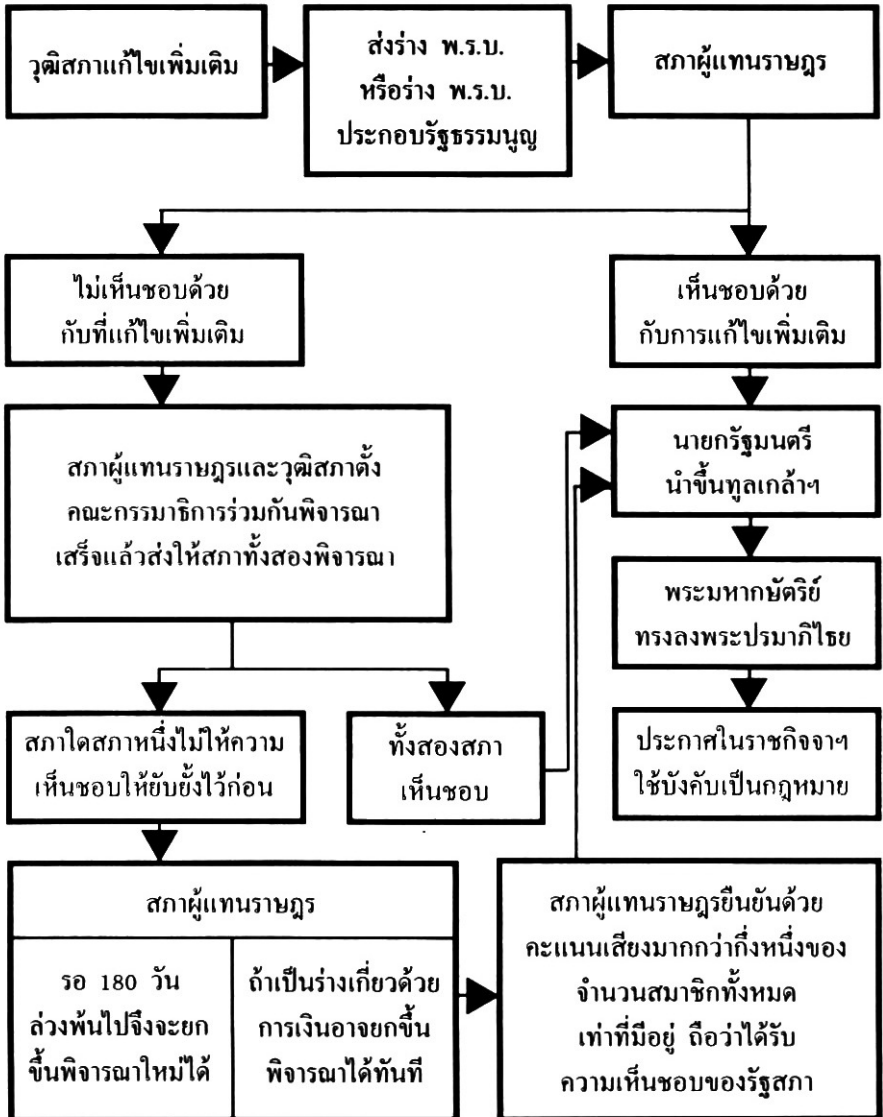 วุฒิสภาแก้ไขเพิ่มเติม
ส่งร่าง พ.ร.บ.
หรือร่าง พ.ร.บ.
ประกอบรัฐธรรมนูญ
สภาผู้แทนราษฎร
ไม่เห็นชอบด้วย
กับที่แก้ไขเพิ่มเติม
เห็นชอบด้วย
กับการแก้ไขเพิ่มเติม
สภาผู้แทนราษฎรและวุฒิสภาตั้ง
คณะกรรมาธิการร่วมกันพิจารณา
เสร็จแล้วส่งให้สภาทั้งสองพิจารณา
นายกรัฐมนตรี
นำขึ้นทูลเกล้าฯ
พระมหากษัตริย์
ทรงลงพระปรมาภิไธย
สภาใดสภาหนึ่งไม่ให้ความ
เห็นชอบให้ยับยั้งไว้ก่อน
ทั้งสองสภา
เห็นชอบ
ประกาศในราชกิจจาฯ
ใช้บังคับเป็นกฎหมาย
สภาผู้แทนราษฎร
รอ 180 วัน
ล่วงพ้นไปจึงจะยก
ขึ้นพิจารณาใหม่ได้
ถ้าเป็นร่างเกี่ยวด้วย
การเงินอาจยกขึ้น
พิจารณาได้ทันที
สภาผู้แทนราษฎรยืนยันด้วย
คะแนนเสียงมากกว่ากึ่งหนึ่งของ
จำนวนสมาชิกทั้งหมด
เท่าที่มีอยู่ ถือว่าได้รับ
ความเห็นชอบของรัฐสภา